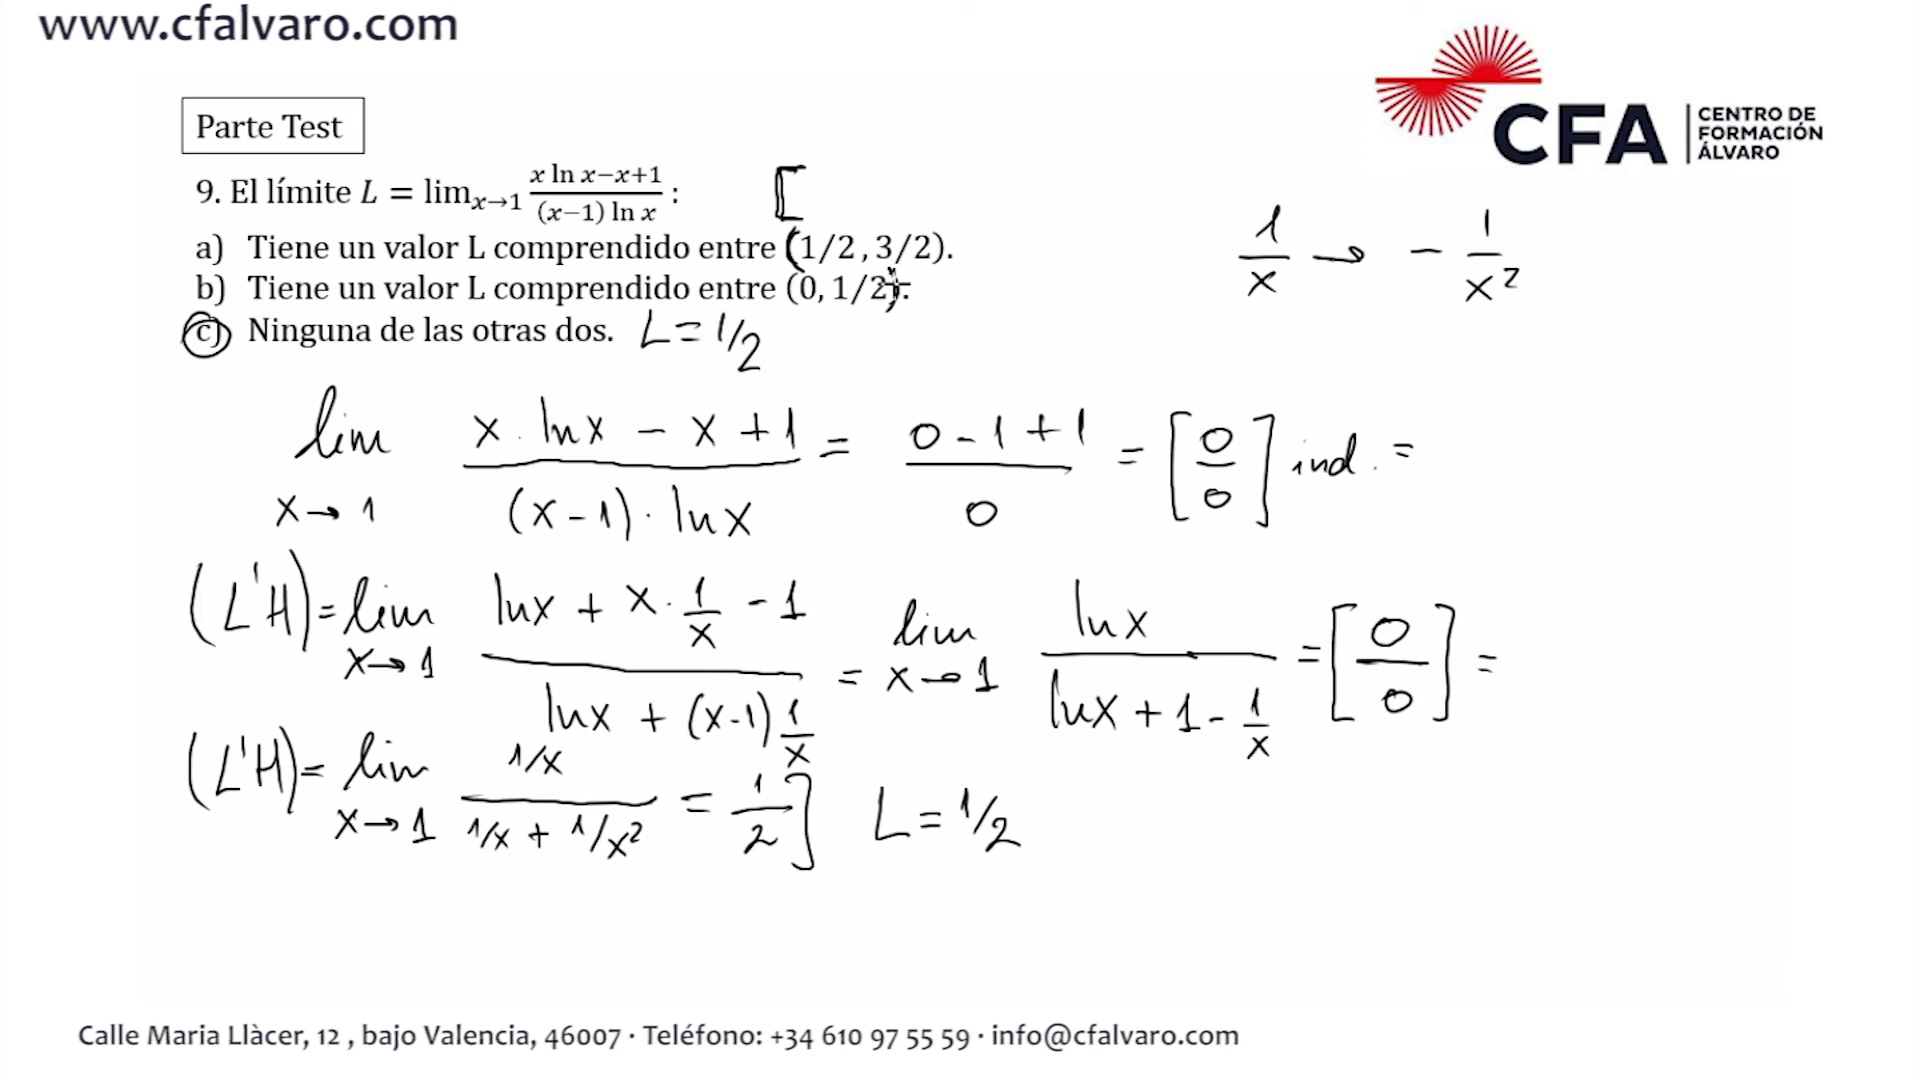 www.cfalvaro.com
CFA CENTRO DE FORMACIÓN ÁLVARO
Parte Test
9. El límite L = lim x→1 (x ln x−x+1)/((x−1) ln x) :
[
a) Tiene un valor L comprendido entre (1/2, 3/2).
b) Tiene un valor L comprendido entre (0, 1/2).
c) Ninguna de las otras dos. L = 1/2
1/x → - 1/x²
lim x→1 (x · lnx − x + 1)/((x−1) · lnx) = (0 − 1 + 1)/0 = [0/0] ind. =
(L'H) = lim x→1 (lnx + x · 1/x − 1)/(lnx + (x-1) 1/x) = lim x→1 lnx/(lnx + 1 − 1/x) = [0/0] =
(L'H) = lim x→1 (1/x)/(1/x + 1/x²) = 1/2] L = 1/2
Calle Maria Llàcer, 12 , bajo Valencia, 46007 · Teléfono: +34 610 97 55 59 · info@cfalvaro.com